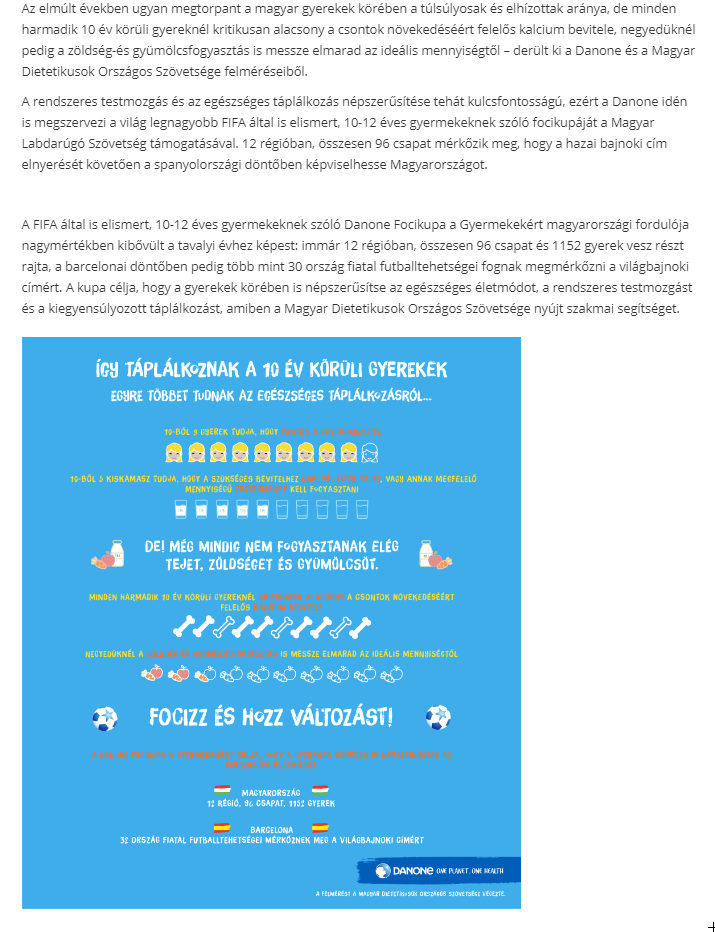 Az elmúlt években ugyan megtorpant a magyar gyerekek körében a túlsúlyosak és elhízottak aránya, de minden
harmadik 10 év körüli gyereknél kritikusan alacsony a csontok növekedéséért felelős kalcium bevitele, negyedüknél
pedig a zöldség-és gyümölcsfogyasztás is messze elmarad az ideális mennyiségtől – derült ki a Danone és a Magyar
Dietetikusok Országos Szövetsége felméréseiből.
A rendszeres testmozgás és az egészséges táplálkozás népszerűsítése tehát kulcsfontosságú, ezért a Danone idén
is megszervezi a világ legnagyobb FIFA által is elismert, 10-12 éves gyermekeknek szóló focikupáját a Magyar
Labdarúgó Szövetség támogatásával. 12 régióban, összesen 96 csapat mérkőzik meg, hogy a hazai bajnoki cím
elnyerését követően a spanyolországi döntőben képviselhesse Magyarországot.
A FIFA által is elismert, 10-12 éves gyermekeknek szóló Danone Focikupa a Gyermekekért magyarországi fordulója
nagymértékben kibővült a tavalyi évhez képest: immár 12 régióban, összesen 96 csapat és 1152 gyerek vesz részt
rajta, a barcelonai döntőben pedig több mint 30 ország fiatal futballtehetségei fognak megmérkőzni a világbajnoki
címért. A kupa célja, hogy a gyerekek körében is népszerűsítse az egészséges életmódot, a rendszeres testmozgást
és a kiegyensúlyozott táplálkozást, amiben a Magyar Dietetikusok Országos Szövetsége nyújt szakmai segítséget.
ÍGY TÁPLÁLKOZNAK A 10 ÉV KÖRÜLI GYEREKEK
EGYRE TÖBBET TUDNAK AZ EGÉSZSÉGES TÁPLÁLKOZÁSRÓL...
10-BŐL 9 GYEREK TUDJA, HOGY
10-BŐL 5 KISKAMASZ TUDJA, HOGY A SZÜKSÉGES BEVITELHEZ , VAGY ANNAK MEGFELELŐ
MENNYISÉGŰ KELL FOGYASZTANI
DE! MÉG MINDIG NEM FOGYASZTANAK ELÉG
TEJET, ZÖLDSÉGET ÉS GYÜMÖLCSÖT.
MINDEN HARMADIK 10 ÉV KÖRÜLI GYEREKNÉL A CSONTOK NÖVEKEDÉSÉÉRT
FELELŐS
NEGYEDÜKNÉL A IS MESSZE ELMARAD AZ IDEÁLIS MENNYISÉGTŐL
FOCIZZ ÉS HOZZ VÁLTOZÁST!
MAGYARORSZÁG
12 RÉGIÓ, 96 CSAPAT, 1152 GYEREK
BARCELONA
32 ORSZÁG FIATAL FUTBALLTEHETSÉGEI MÉRKŐZNEK MEG A VILÁGBAJNOKI CÍMÉRT
DANONE ONE PLANET. ONE HEALTH
A FELMÉRÉST A MAGYAR DIETETIKUSOK ORSZÁGOS SZÖVETSÉGE VÉGEZTE.